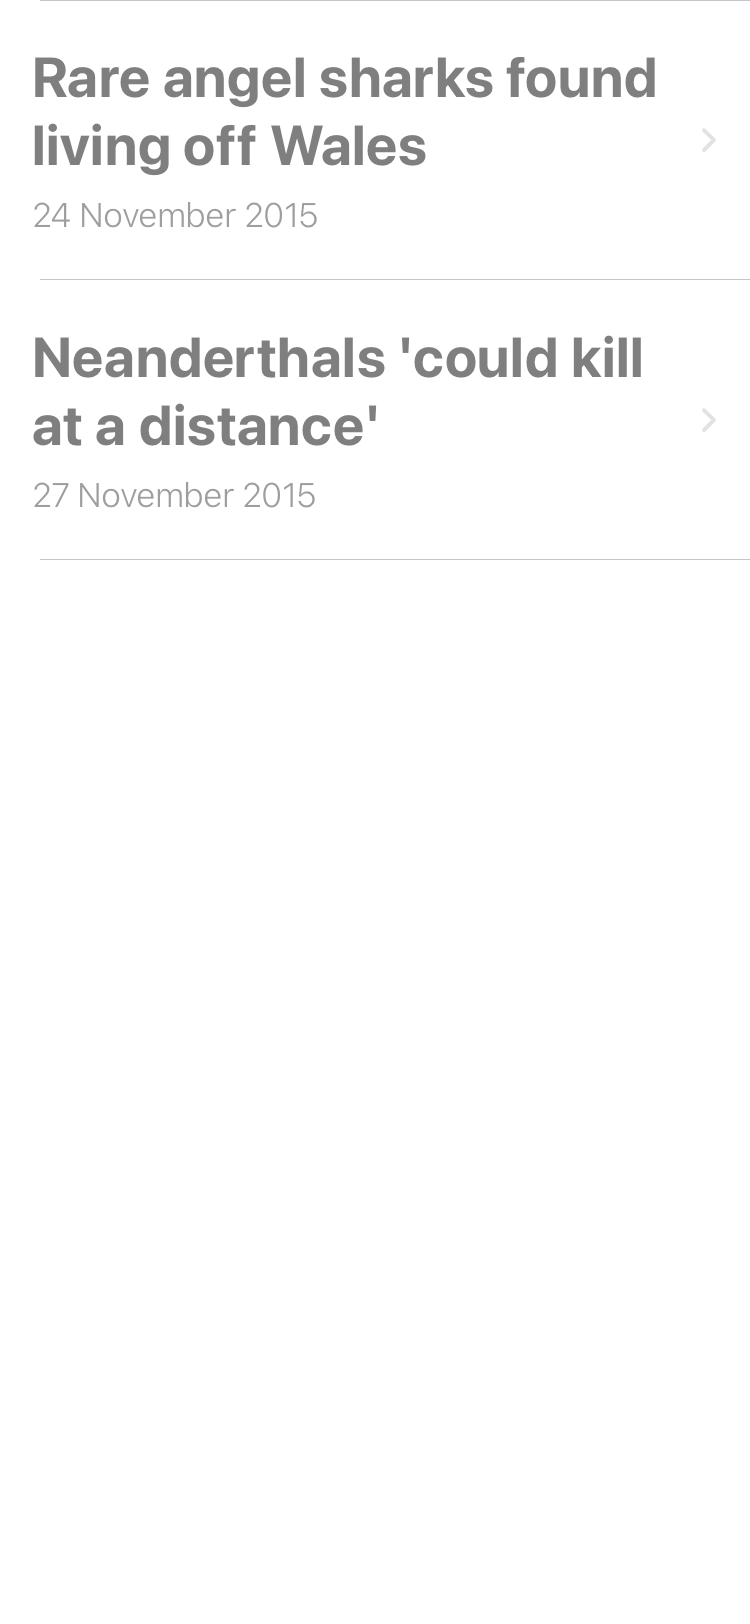 Rare angel sharks found
living off Wales
24 November 2015
Neanderthals 'could kill
at a distance'
27 November 2015